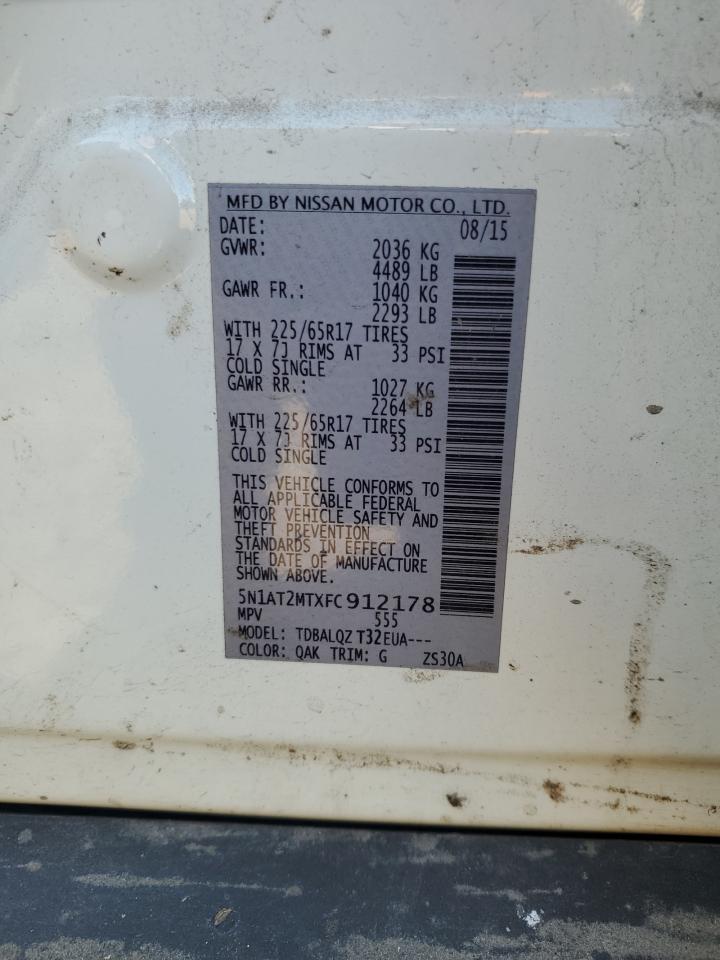 MFD BY NISSAN MOTOR CO., LTD.
DATE: 08/15
GVWR: 2036 KG
4489 LB
GAWR FR.: 1040 KG
2293 LB
WITH 225/65R17 TIRES
17 X 7J RIMS AT 33 PSI
COLD SINGLE
GAWR RR.: 1027 KG
2264 LB
WITH 225/65R17 TIRES
17 X 7J RIMS AT 33 PSI
COLD SINGLE
THIS VEHICLE CONFORMS TO
ALL APPLICABLE FEDERAL
MOTOR VEHICLE SAFETY AND
THEFT PREVENTION
STANDARDS IN EFFECT ON
THE DATE OF MANUFACTURE
SHOWN ABOVE.
5N1AT2MTXFC912178
MPV 555
MODEL: TDBALQZ T32EUA---
COLOR: QAK TRIM: G ZS30A